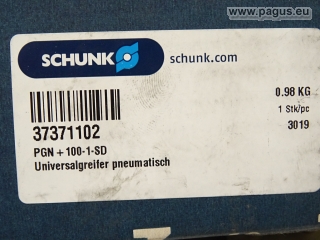 www.pagus.eu
SCHUNK
schunk.com
0.98 KG
1 Stk/pc
37371102
3019
PGN + 100-1-SD
Universalgreifer pneumatisch